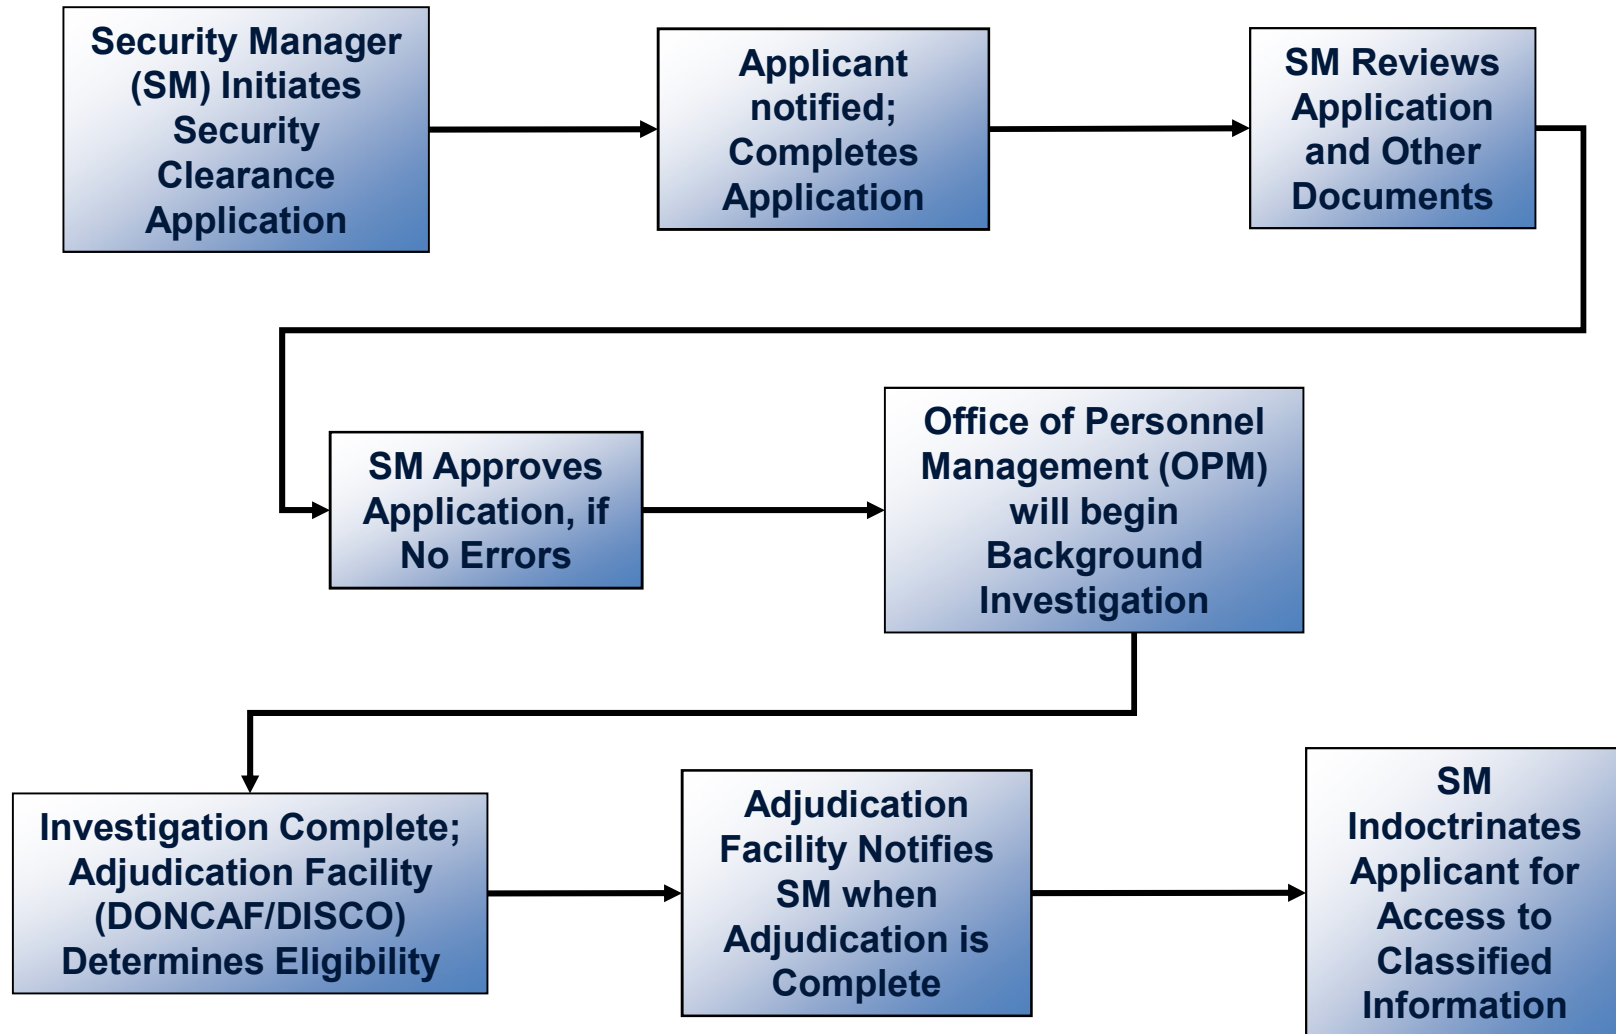 Security Manager
(SM) Initiates
Security
Clearance
Application
Applicant
notified;
Completes
Application
SM Reviews
Application
and Other
Documents
SM Approves
Application, if
No Errors
Office of Personnel
Management (OPM)
will begin
Background
Investigation
Investigation Complete;
Adjudication Facility
(DONCAF/DISCO)
Determines Eligibility
Adjudication
Facility Notifies
SM when
Adjudication is
Complete
SM
Indoctrinates
Applicant for
Access to
Classified
Information